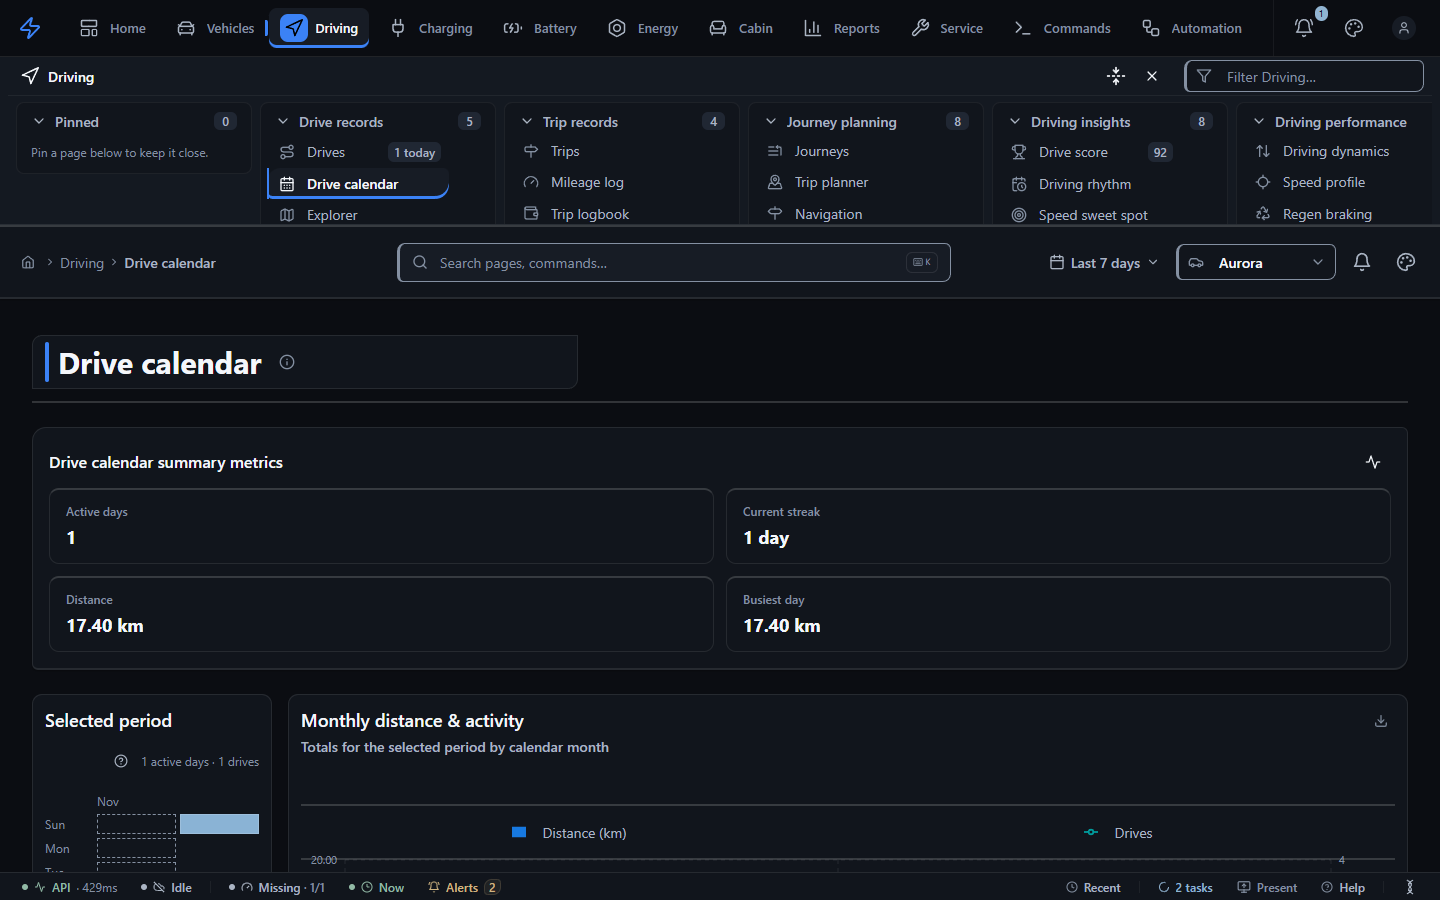 Home Vehicles Driving Charging Battery Energy Cabin Reports Service Commands Automation 1
Driving Filter Driving...
Pinned 0
Pin a page below to keep it close.
Drive records 5
Drives 1 today
Drive calendar
Explorer
Trip records 4
Trips
Mileage log
Trip logbook
Journey planning 8
Journeys
Trip planner
Navigation
Driving insights 8
Drive score 92
Driving rhythm
Speed sweet spot
Driving performance
Driving dynamics
Speed profile
Regen braking
Driving Drive calendar Search pages, commands... K Last 7 days Aurora
Drive calendar
Drive calendar summary metrics
Active days
1
Current streak
1 day
Distance
17.40 km
Busiest day
17.40 km
Selected period
1 active days · 1 drives
Nov
Sun
Mon
Tue
Monthly distance & activity
Totals for the selected period by calendar month
Distance (km) Drives
20.00 4
API · 429ms Idle Missing · 1/1 Now Alerts 2 Recent 2 tasks Present Help